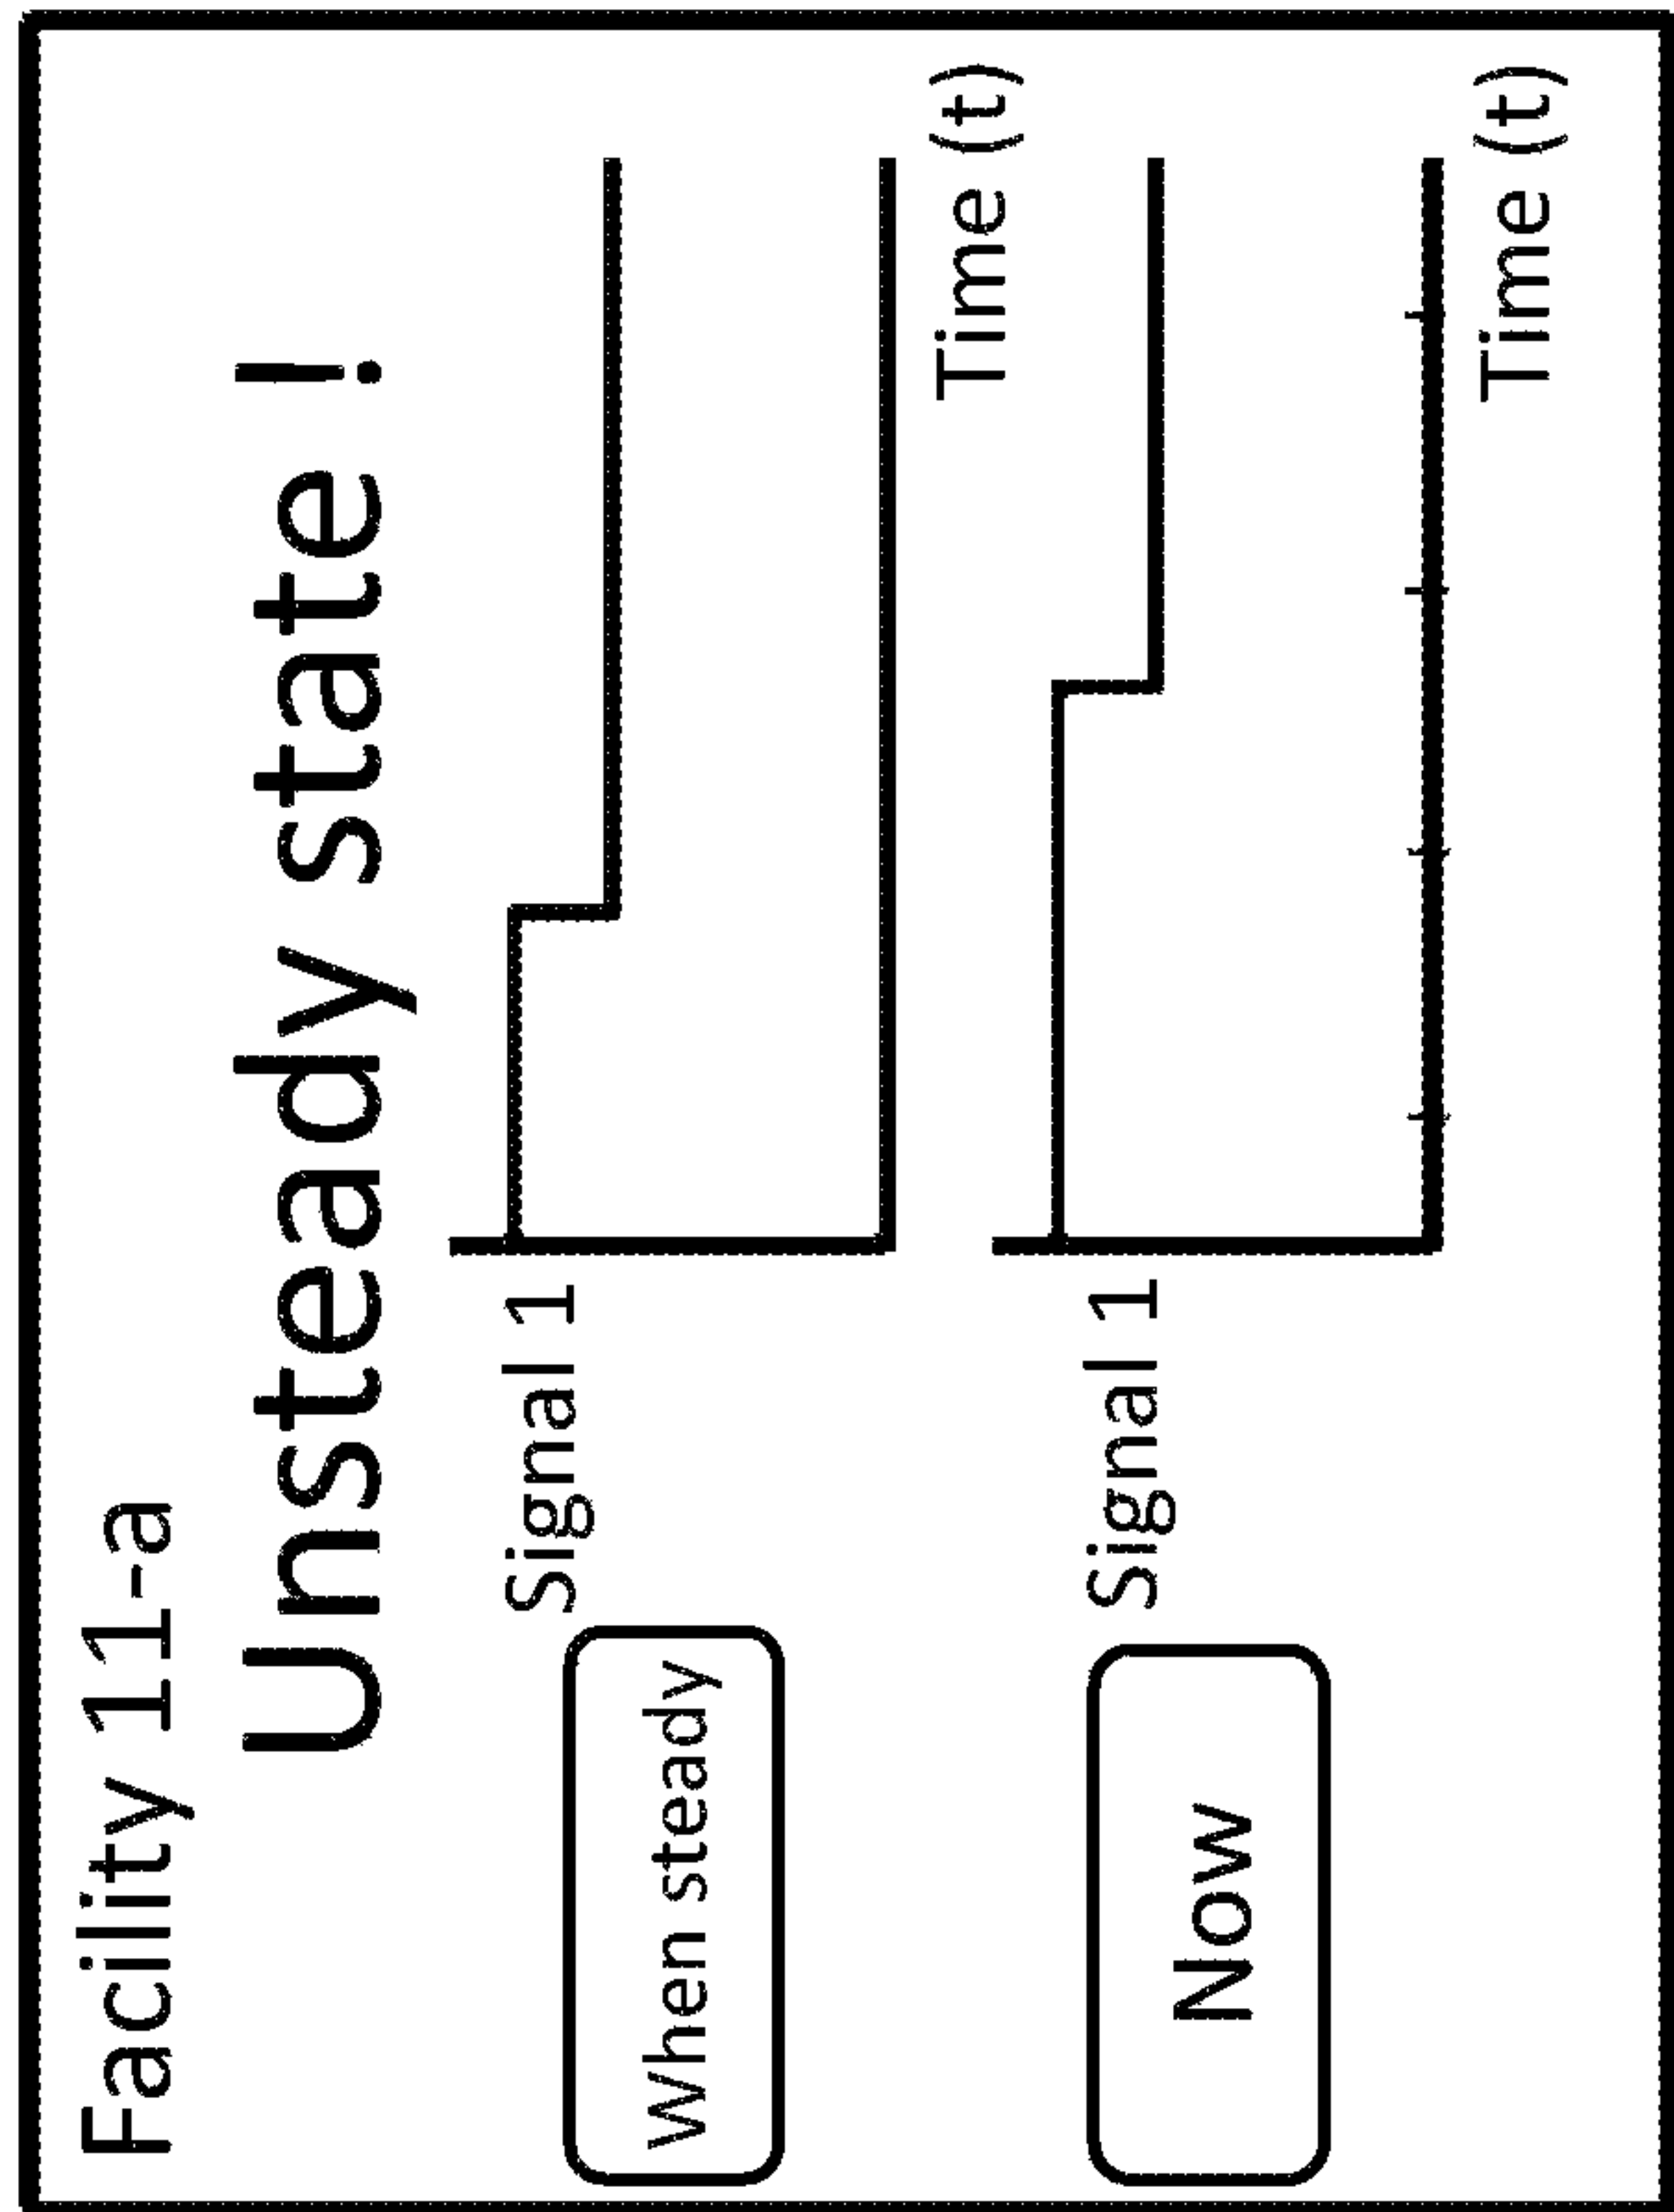 Facility 11-a
Unsteady state !
Signal 1
When steady
Time (t)
Signal 1
Now
Time (t)